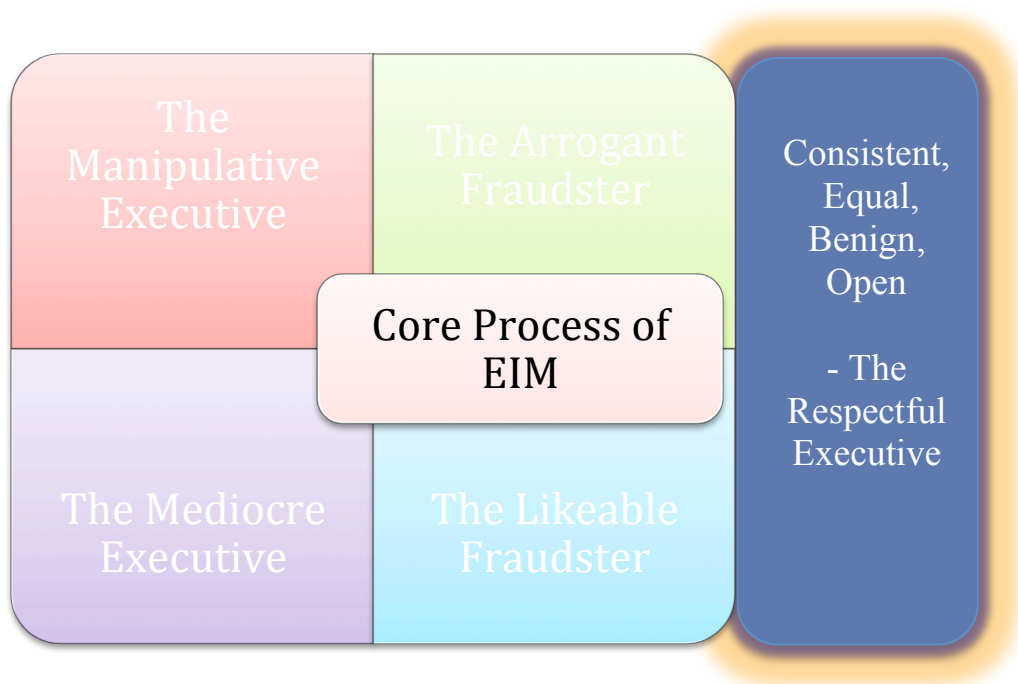 The
Manipulative
Executive
The Arrogant
Fraudster
Core Process of
EIM
The Mediocre
Executive
The Likeable
Fraudster
Consistent,
Equal,
Benign,
Open
- The
Respectful
Executive